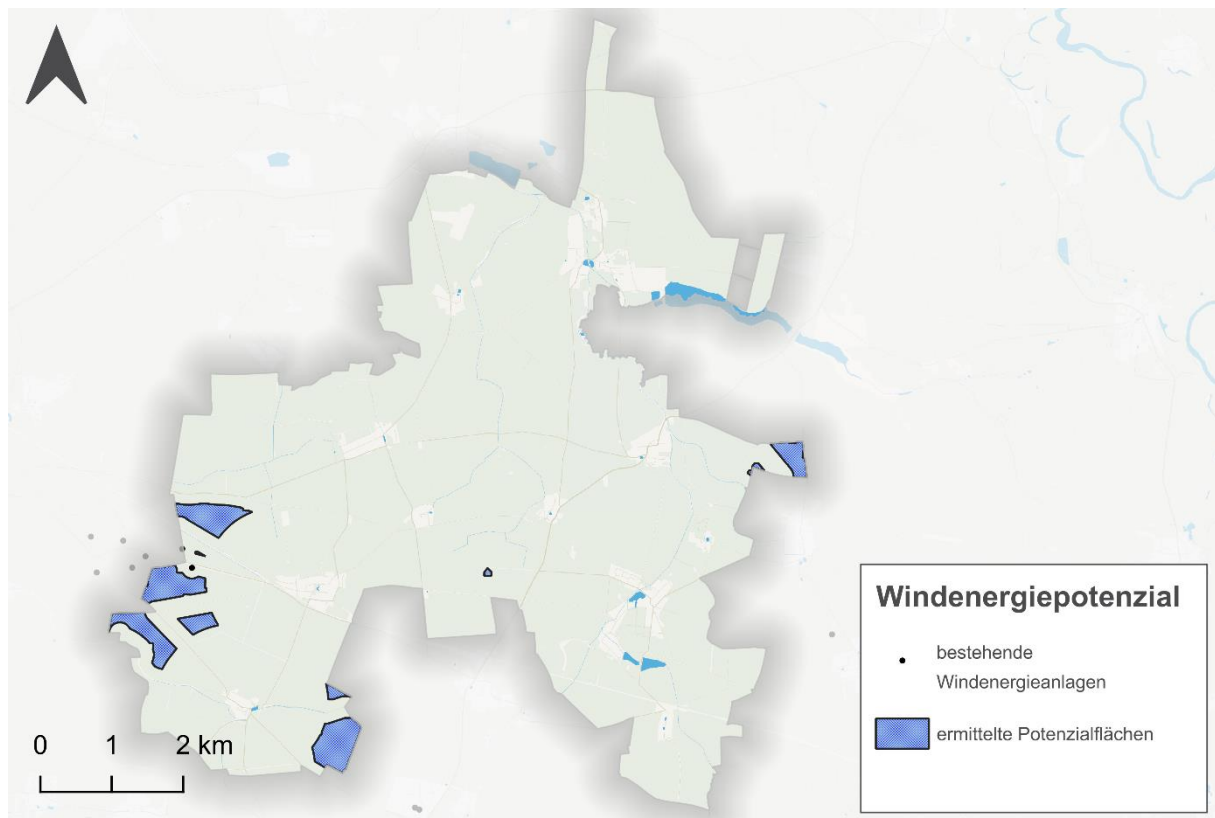 Windenergiepotenzial
bestehende
Windenergieanlagen
ermittelte Potenzialflächen
0 1 2 km